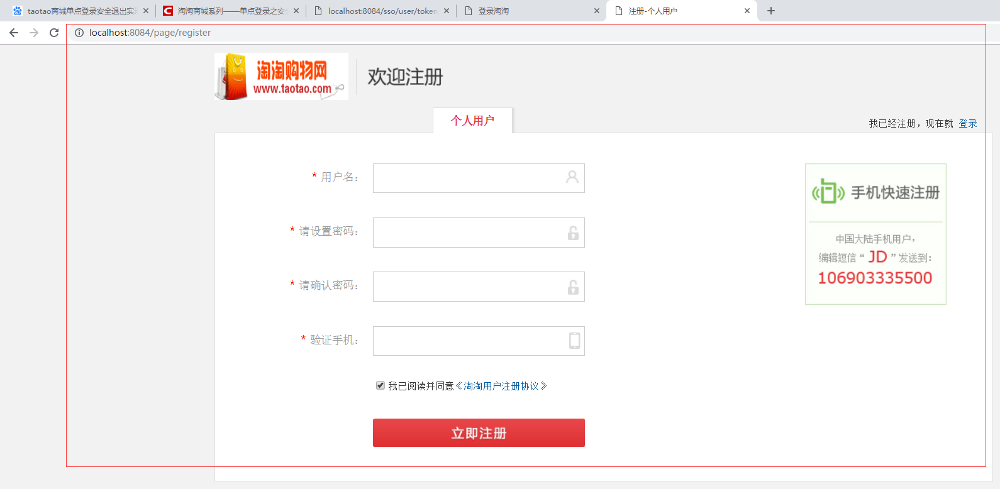 taotao商城单点登录安全退出实
淘淘商城系列——单点登录之安
localhost:8084/sso/user/token
登录淘淘
注册-个人用户
localhost:8084/page/register
淘淘购物网
www.taotao.com
欢迎注册
个人用户
我已经注册，现在就 登录
* 用户名：
* 请设置密码：
* 请确认密码：
* 验证手机：
我已阅读并同意《淘淘用户注册协议》
立即注册
手机快速注册
中国大陆手机用户，
编辑短信“ JD ”发送到：
106903335500